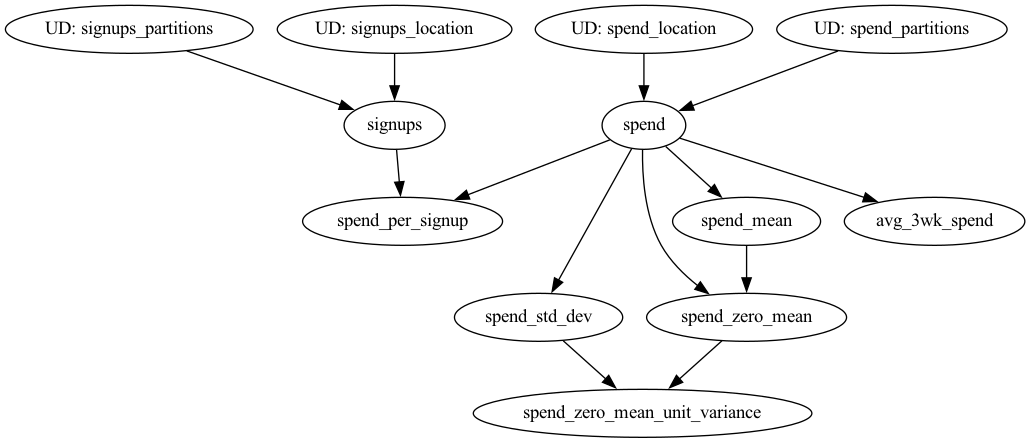 UD: signups_partitions
UD: signups_location
UD: spend_location
UD: spend_partitions
signups
spend
spend_per_signup
spend_mean
avg_3wk_spend
spend_std_dev
spend_zero_mean
spend_zero_mean_unit_variance